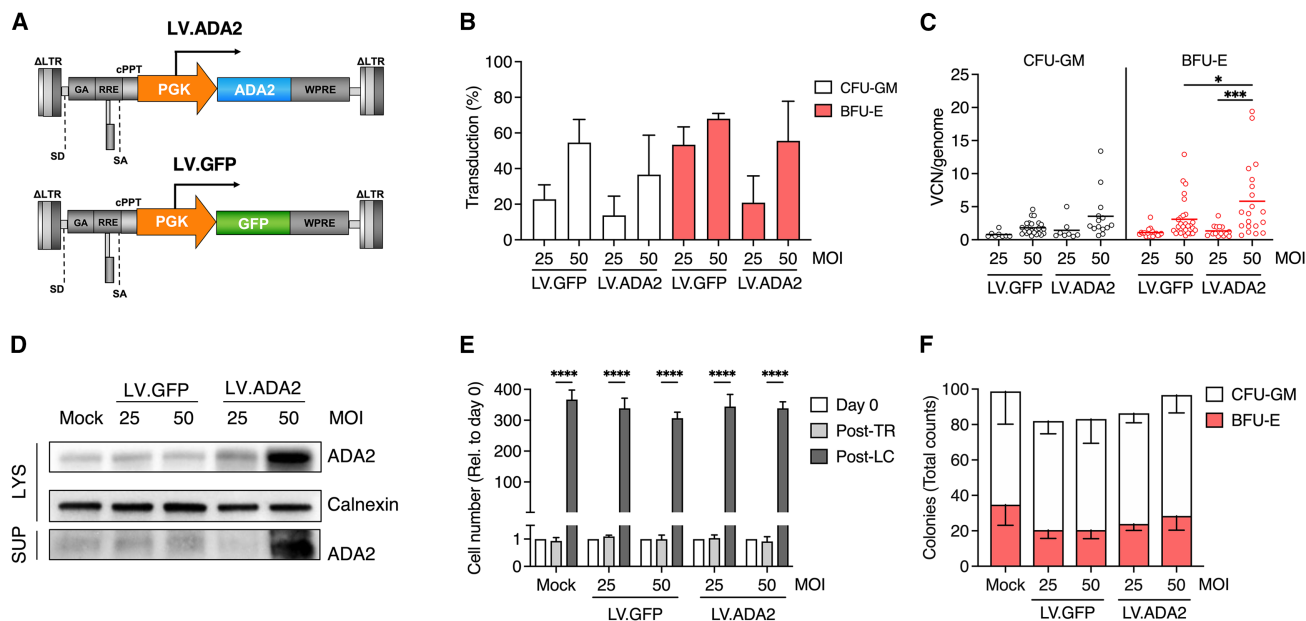 A
LV.ADA2
ΔLTR
cPPT
ΔLTR
GA
RRE
PGK
ADA2
WPRE
SD
SA
LV.GFP
ΔLTR
cPPT
ΔLTR
GA
RRE
PGK
GFP
WPRE
SD
SA
B
Transduction (%)
100
80
60
40
20
0
CFU-GM
BFU-E
25 50 25 50 25 50 25 50 MOI
LV.GFP LV.ADA2 LV.GFP LV.ADA2
C
CFU-GM BFU-E
VCN/genome
25
20
15
10
5
0
*
***
25 50 25 50 25 50 25 50 MOI
LV.GFP LV.ADA2 LV.GFP LV.ADA2
D
LV.GFP LV.ADA2
Mock 25 50 25 50 MOI
LYS
ADA2
Calnexin
SUP
ADA2
E
Cell number (Rel. to day 0)
**** **** **** **** ****
400
300
200
100
1
0
Day 0
Post-TR
Post-LC
Mock 25 50 25 50 MOI
LV.GFP LV.ADA2
F
Colonies (Total counts)
100
80
60
40
20
0
CFU-GM
BFU-E
Mock 25 50 25 50 MOI
LV.GFP LV.ADA2